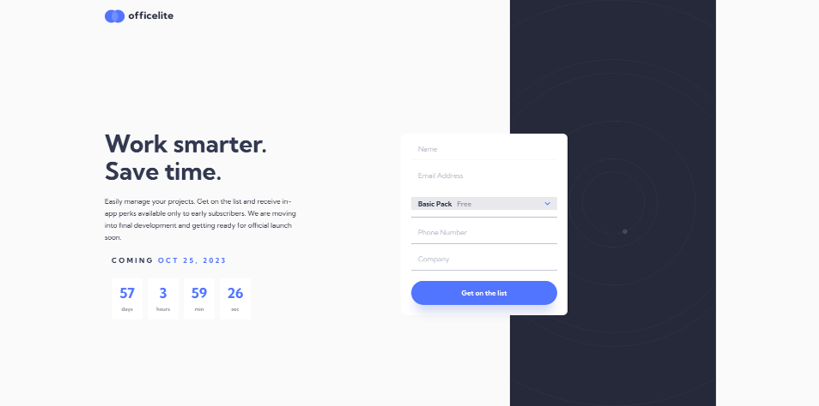 officelite
Work smarter.
Save time.
Easily manage your projects. Get on the list and receive in-
app perks available only to early subscribers. We are moving
into final development and getting ready for official launch
soon.
COMING OCT 25, 2023
57 3 59 26
days hours min sec
Name
Email Address
Basic Pack Free
Phone Number
Company
Get on the list